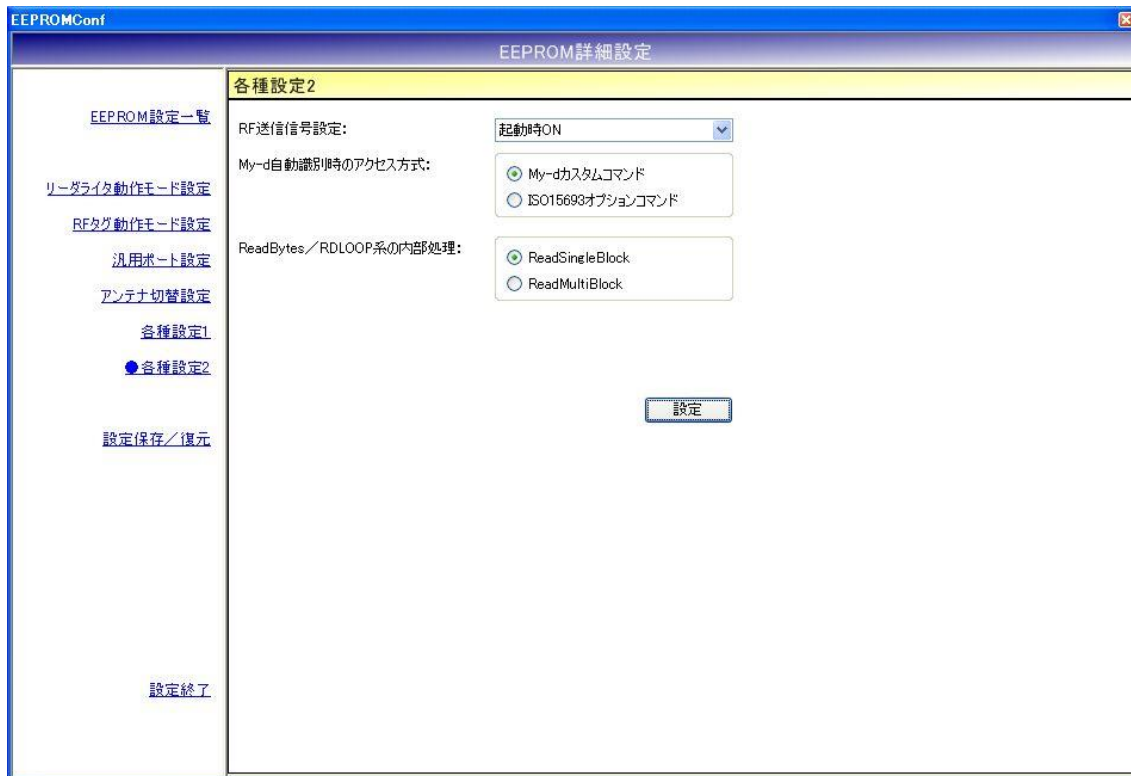 EEPROMConf
EEPROM詳細設定
EEPROM設定一覧
リーダライタ動作モード設定
RFタグ動作モード設定
汎用ポート設定
アンテナ切替設定
各種設定1
●各種設定2
設定保存／復元
設定終了
各種設定2
RF送信信号設定:
起動時ON
My-d自動識別時のアクセス方式:
My-dカスタムコマンド
ISO15693オプションコマンド
ReadBytes／RDLOOP系の内部処理:
ReadSingleBlock
ReadMultiBlock
設定